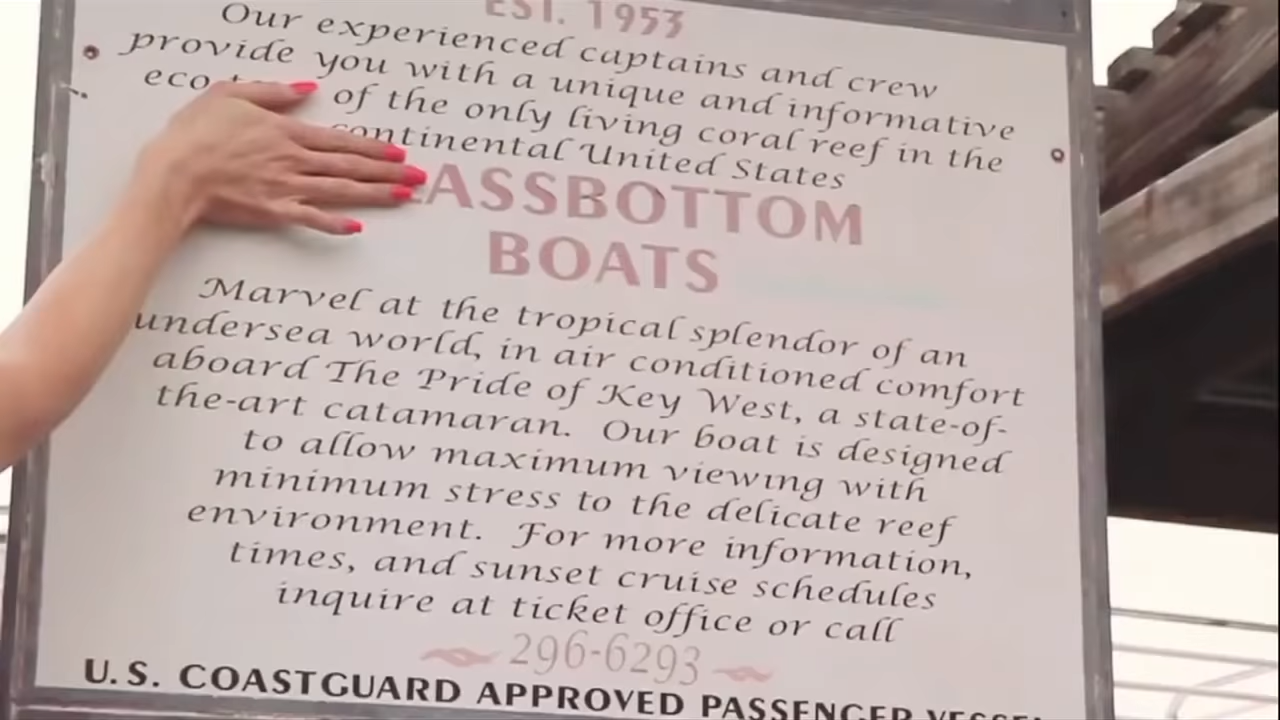 EST. 1953
Our experienced captains and crew
provide you with a unique and informative
eco of the only living coral reef in the
continental United States
ASSBOTTOM
BOATS
Marvel at the tropical splendor of an
undersea world, in air conditioned comfort
aboard The Pride of Key West, a state-of-
the-art catamaran. Our boat is designed
to allow maximum viewing with
minimum stress to the delicate reef
environment. For more information,
times, and sunset cruise schedules
inquire at ticket office or call
296-6293
U.S. COASTGUARD APPROVED PASSENGER VESSEL